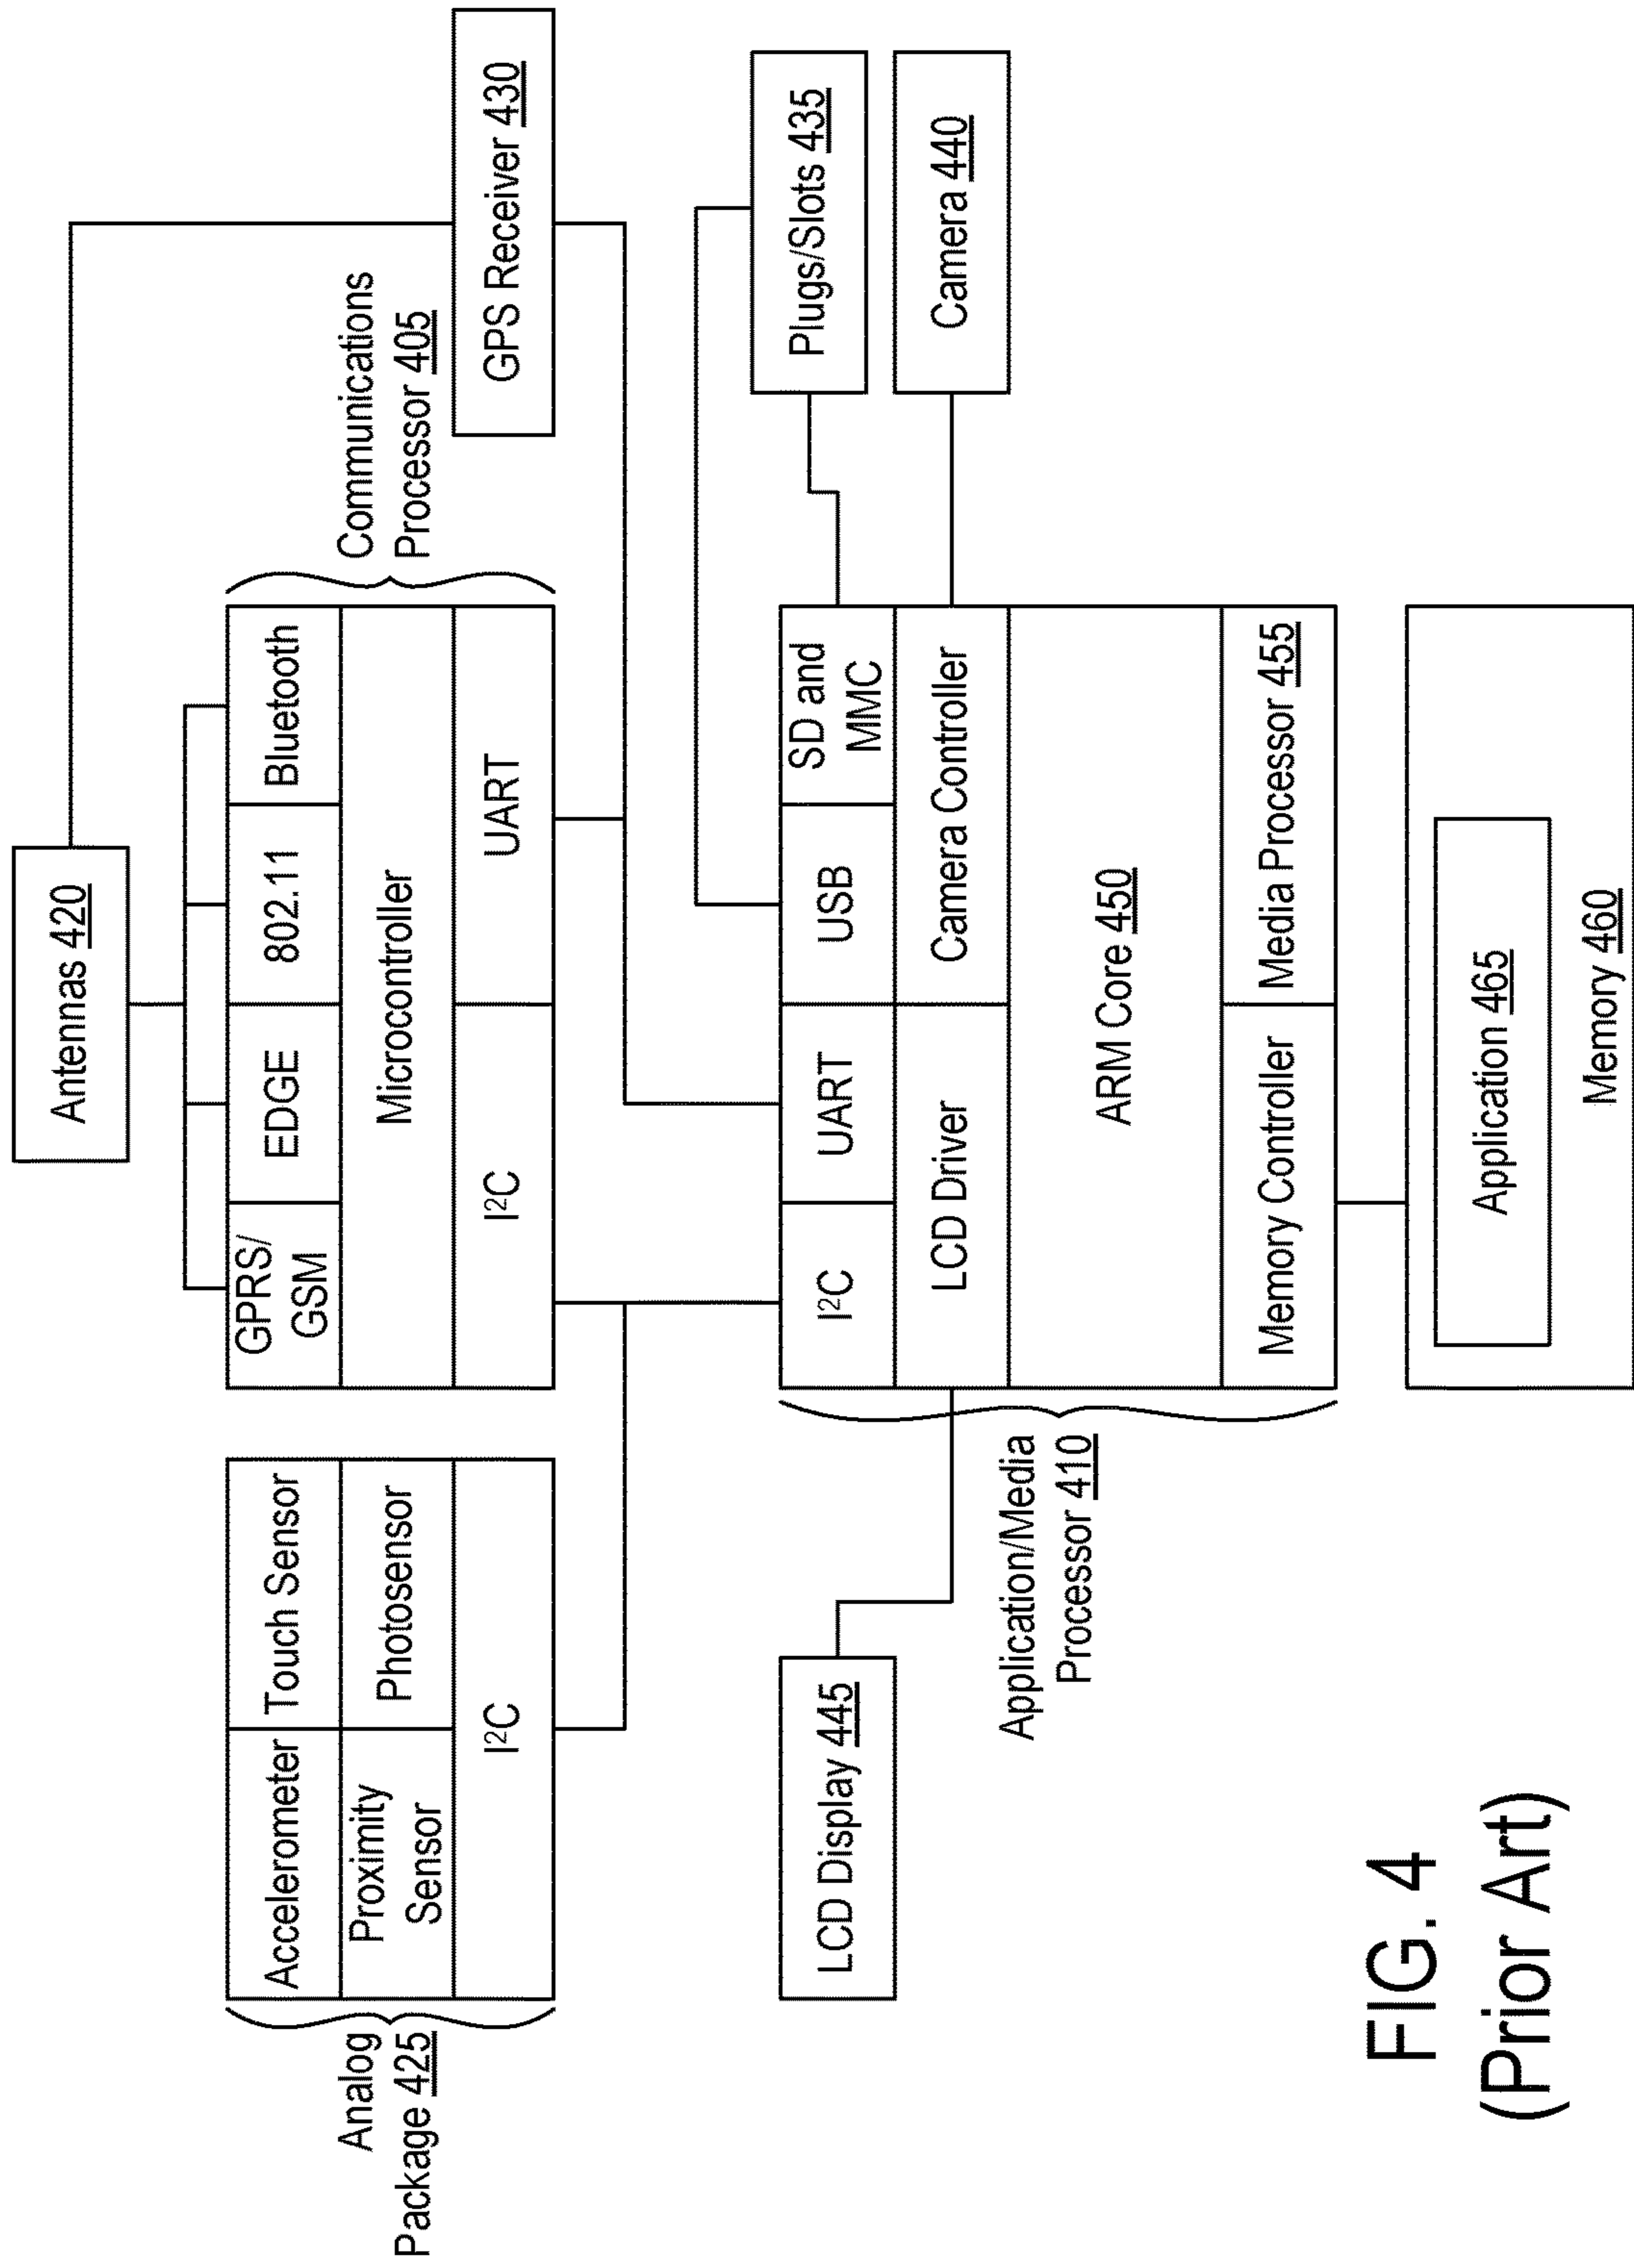 Antennas 420
Accelerometer
Touch Sensor
Proximity
Sensor
Photosensor
I²C
Analog
Package 425
GPRS/
GSM
EDGE
802.11
Bluetooth
Microcontroller
I²C
UART
Communications
Processor 405
GPS Receiver 430
I²C
UART
USB
SD and
MMC
LCD Driver
Camera Controller
ARM Core 450
Memory Controller
Media Processor 455
LCD Display 445
Application/Media
Processor 410
Plugs/Slots 435
Camera 440
Application 465
Memory 460
FIG. 4
(Prior Art)